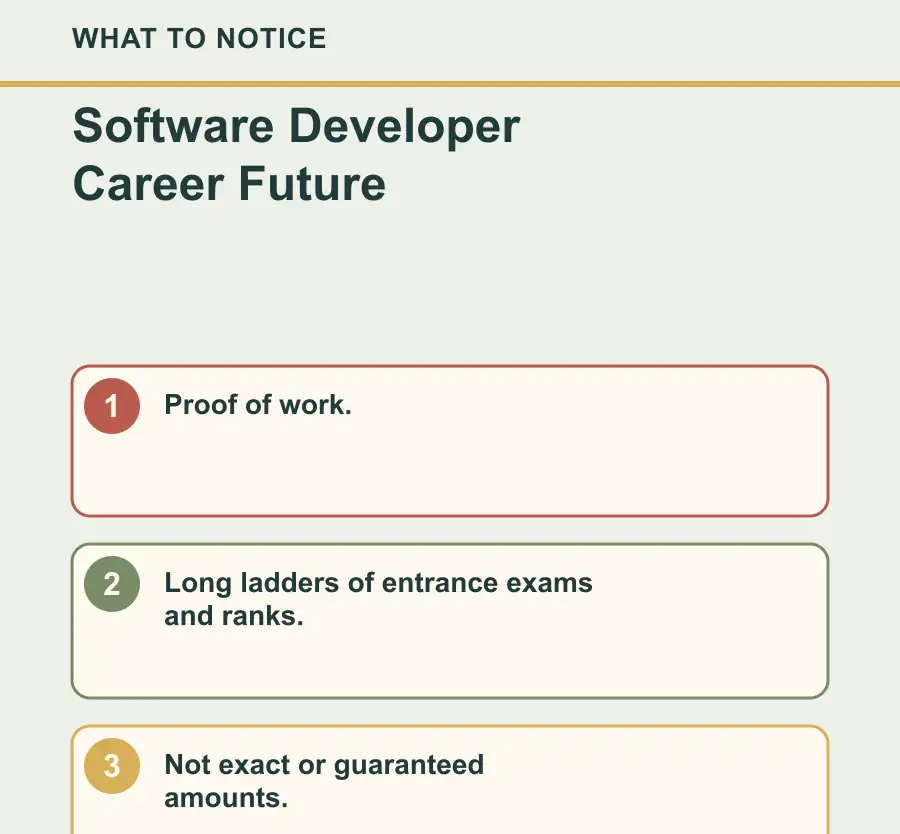 WHAT TO NOTICE
Software Developer
Career Future
1
Proof of work.
2
Long ladders of entrance exams
and ranks.
3
Not exact or guaranteed
amounts.